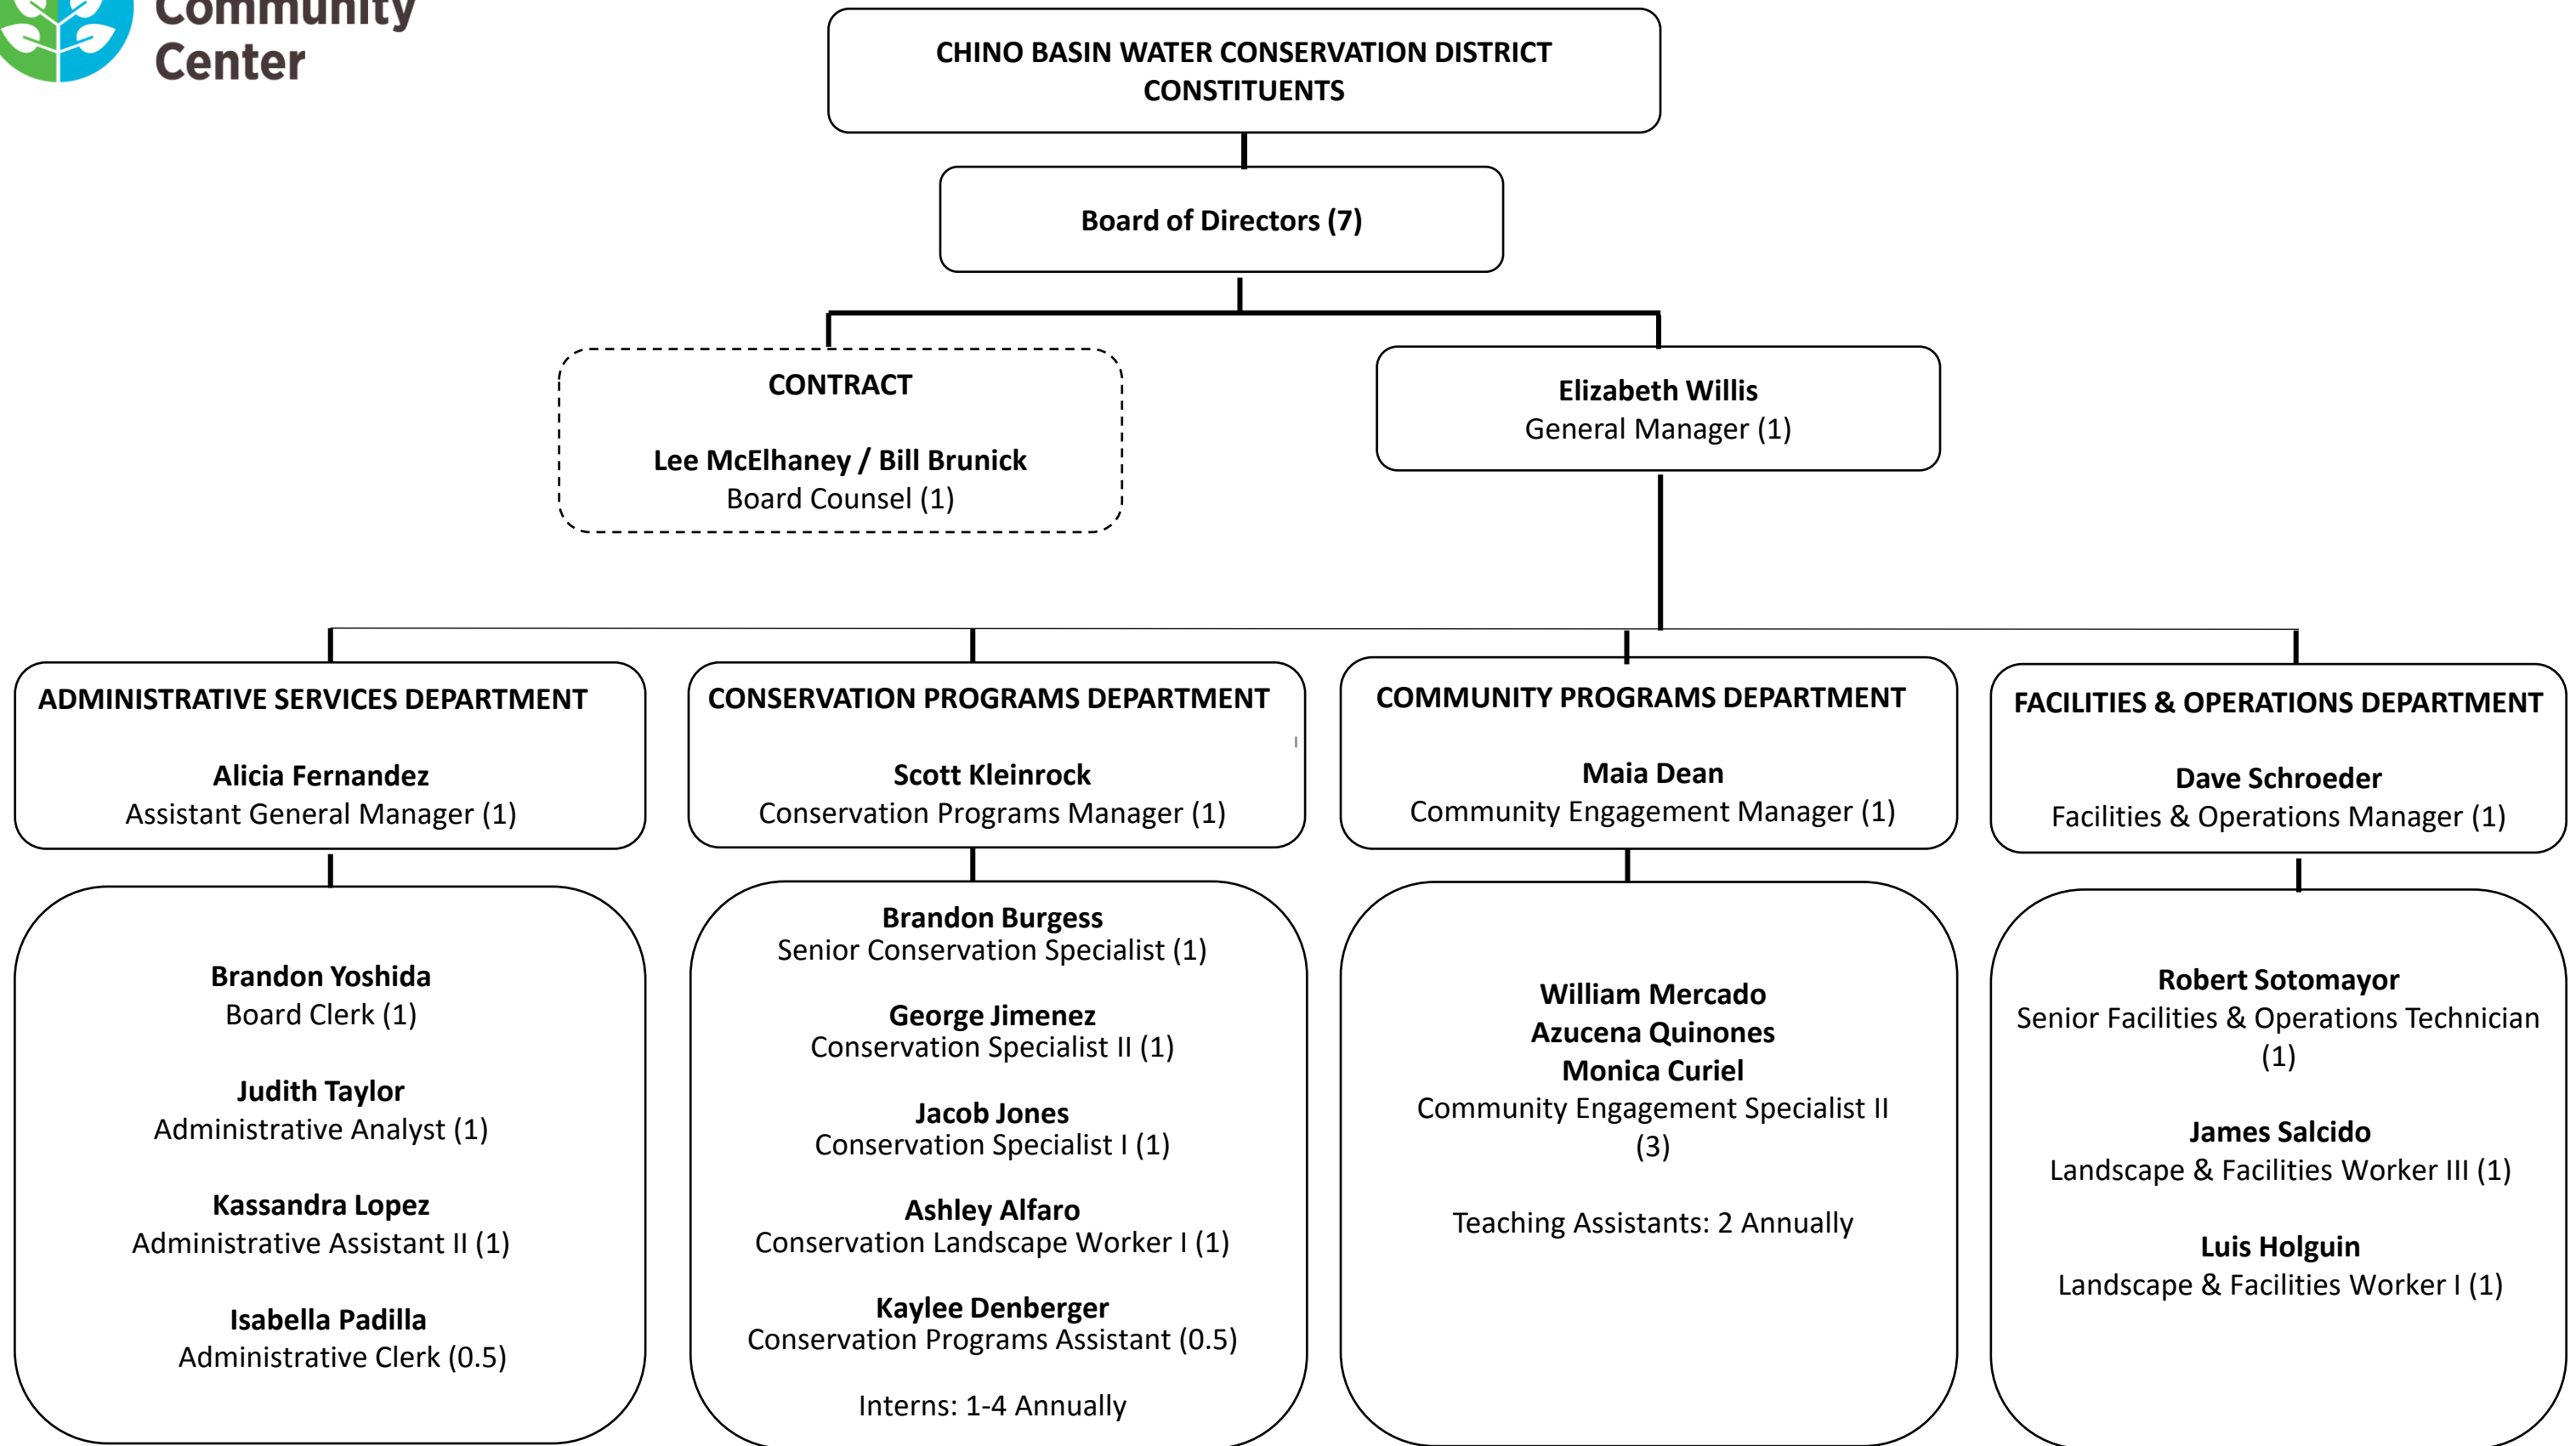 Community
Center
CHINO BASIN WATER CONSERVATION DISTRICT
CONSTITUENTS
Board of Directors (7)
CONTRACT
Lee McElhaney / Bill Brunick
Board Counsel (1)
Elizabeth Willis
General Manager (1)
ADMINISTRATIVE SERVICES DEPARTMENT
Alicia Fernandez
Assistant General Manager (1)
Brandon Yoshida
Board Clerk (1)
Judith Taylor
Administrative Analyst (1)
Kassandra Lopez
Administrative Assistant II (1)
Isabella Padilla
Administrative Clerk (0.5)
CONSERVATION PROGRAMS DEPARTMENT
Scott Kleinrock
Conservation Programs Manager (1)
Brandon Burgess
Senior Conservation Specialist (1)
George Jimenez
Conservation Specialist II (1)
Jacob Jones
Conservation Specialist I (1)
Ashley Alfaro
Conservation Landscape Worker I (1)
Kaylee Denberger
Conservation Programs Assistant (0.5)
Interns: 1-4 Annually
COMMUNITY PROGRAMS DEPARTMENT
Maia Dean
Community Engagement Manager (1)
William Mercado
Azucena Quinones
Monica Curiel
Community Engagement Specialist II
(3)
Teaching Assistants: 2 Annually
FACILITIES & OPERATIONS DEPARTMENT
Dave Schroeder
Facilities & Operations Manager (1)
Robert Sotomayor
Senior Facilities & Operations Technician
(1)
James Salcido
Landscape & Facilities Worker III (1)
Luis Holguin
Landscape & Facilities Worker I (1)